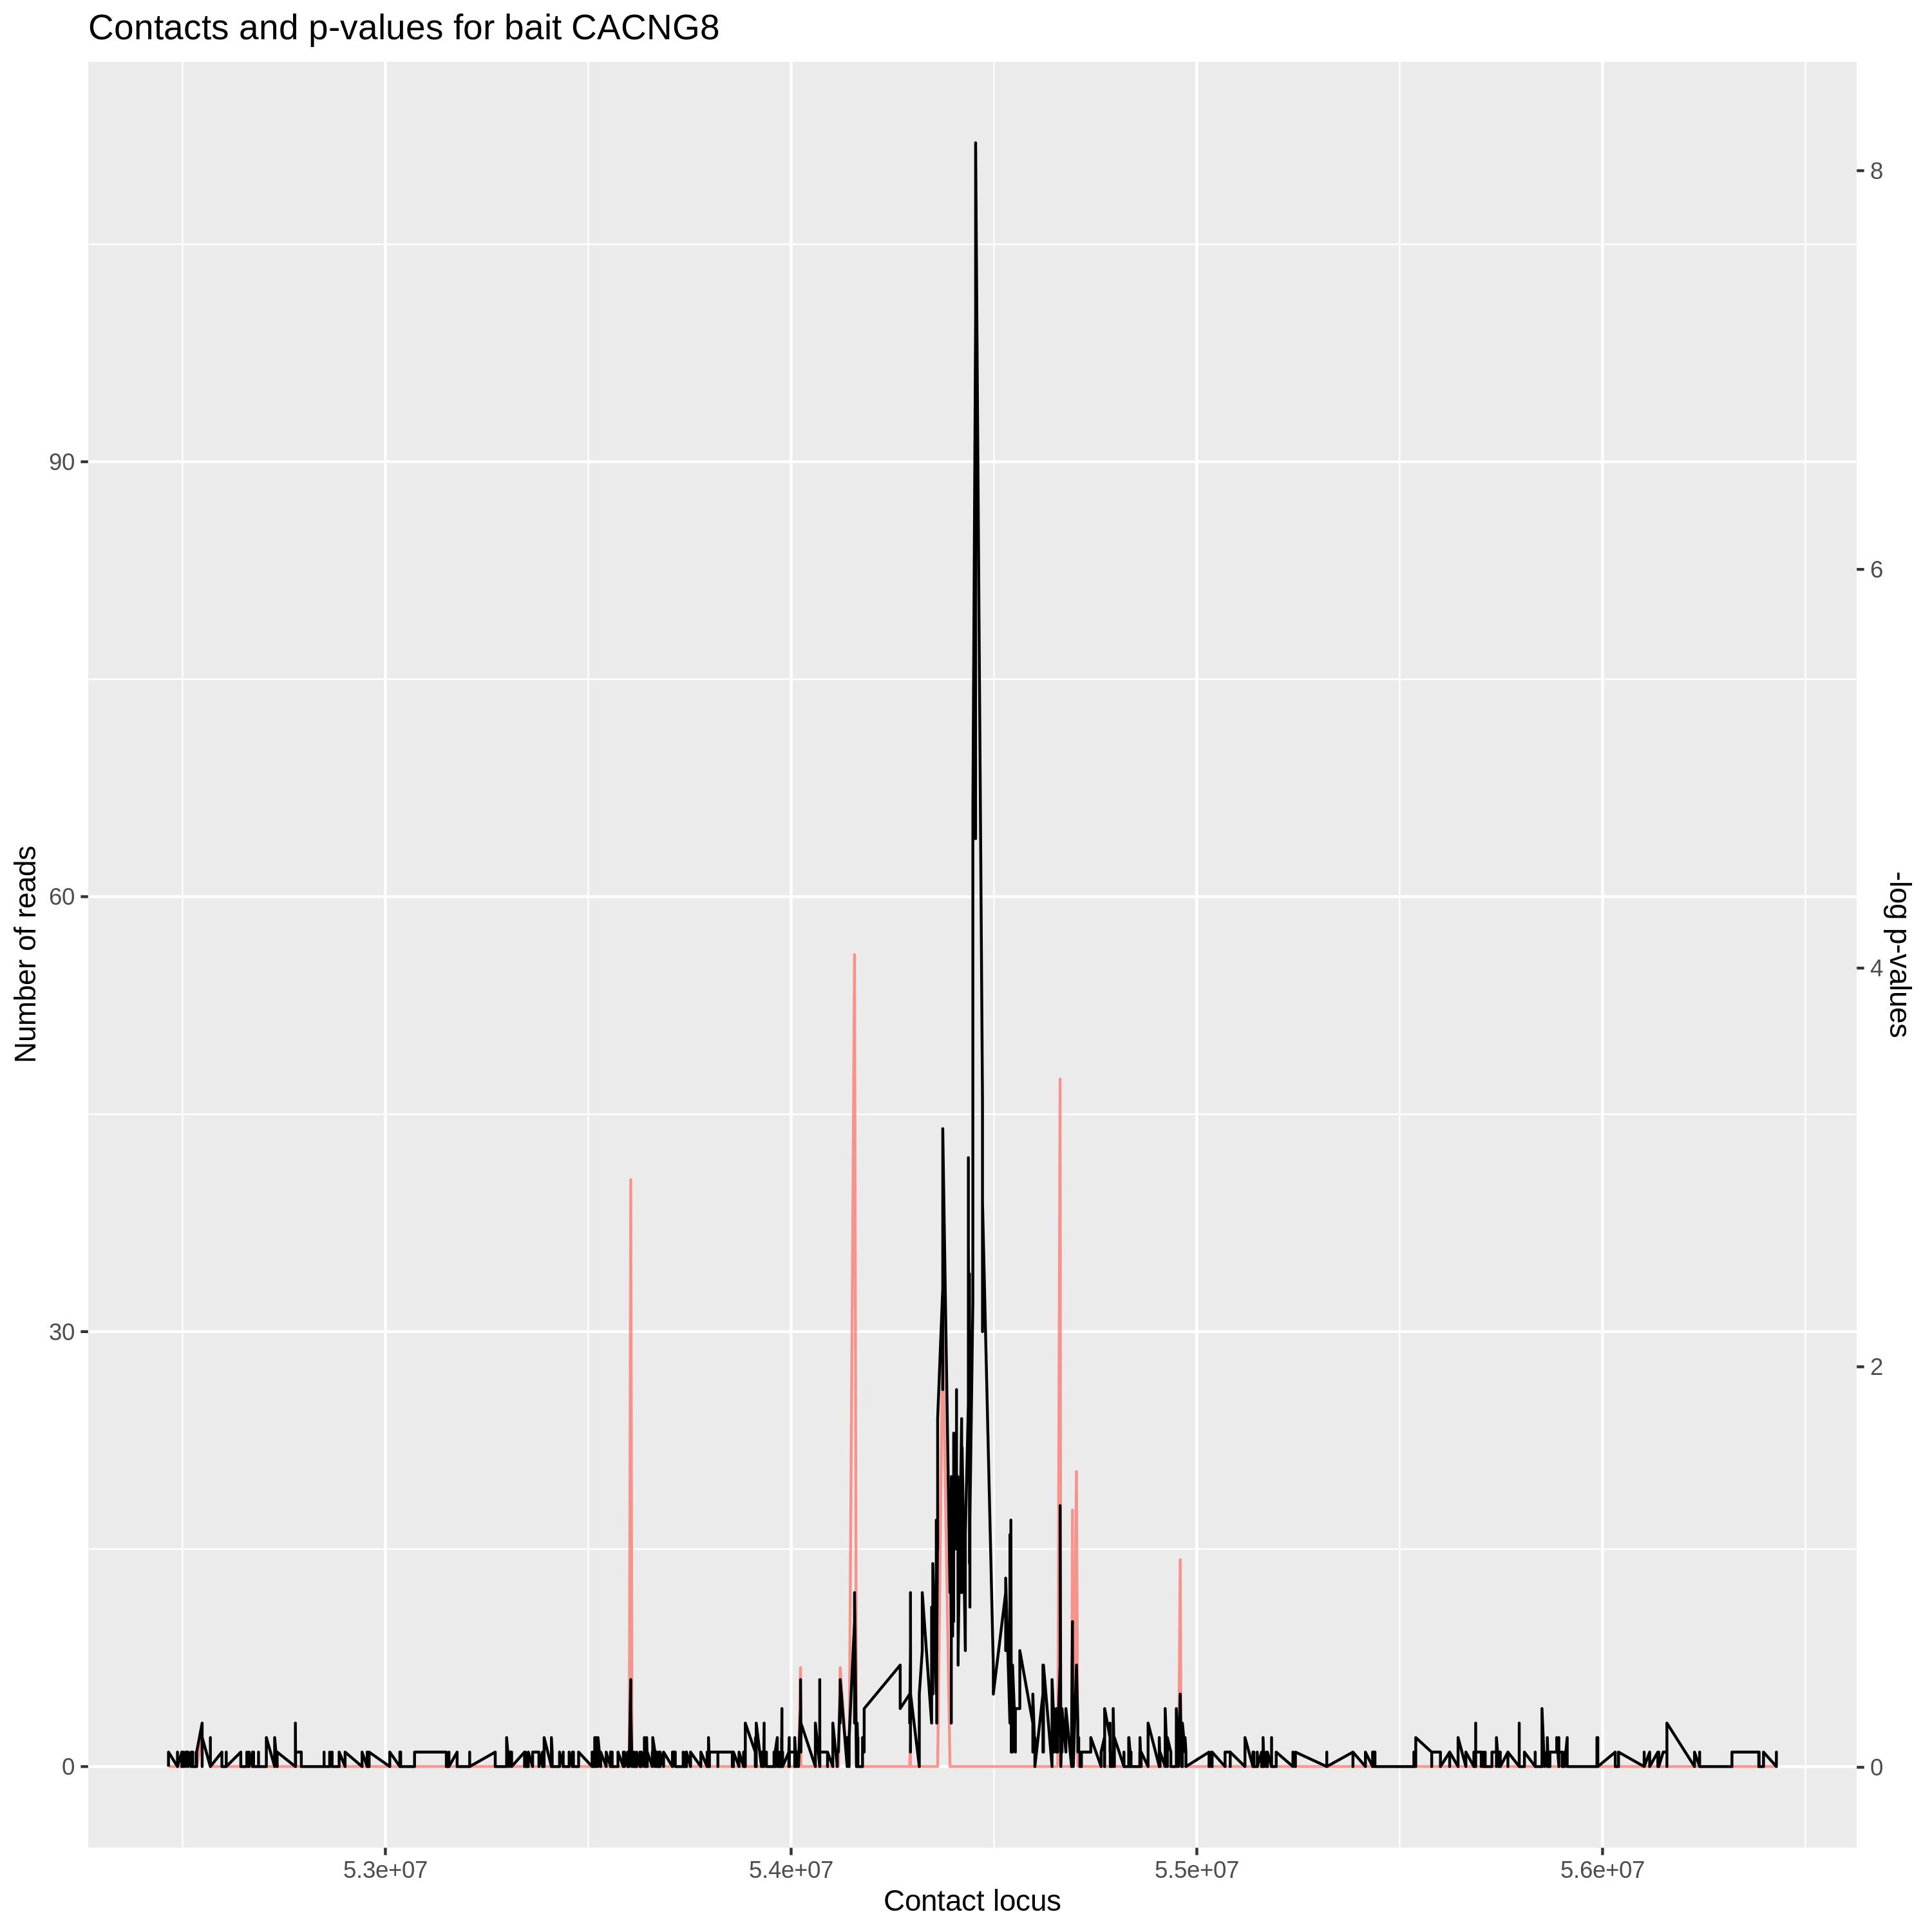 Contacts and p-values for bait CACNG8
Number of reads
90
60
30
0
8
6
4
2
0
-log p-values
5.3e+07
5.4e+07
5.5e+07
5.6e+07
Contact locus